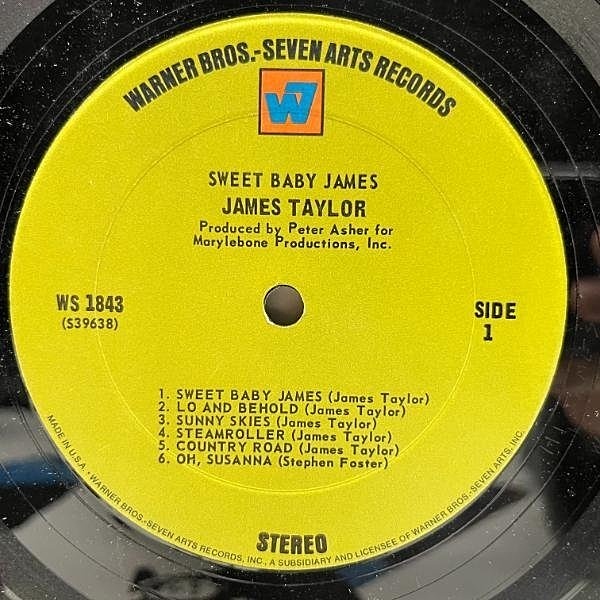 WARNER BROS.-SEVEN ARTS RECORDS
W7
SWEET BABY JAMES
JAMES TAYLOR
Produced by Peter Asher for
Marylebone Productions, Inc.
WS 1843
(S39638)
SIDE
1
1. SWEET BABY JAMES (James Taylor)
2. LO AND BEHOLD (James Taylor)
3. SUNNY SKIES (James Taylor)
4. STEAMROLLER (James Taylor)
5. COUNTRY ROAD (James Taylor)
6. OH, SUSANNA (Stephen Foster)
STEREO
MADE IN U.S.A. • WARNER BROS.-SEVEN ARTS RECORDS, INC., A SUBSIDIARY AND LICENSEE OF WARNER BROS.-SEVEN ARTS, INC.